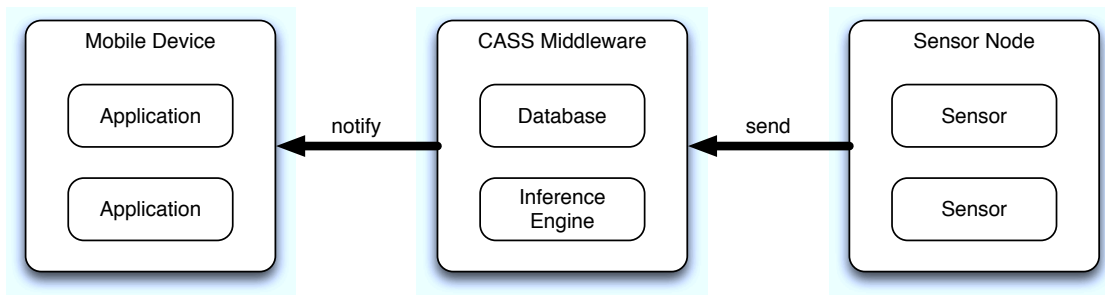 Mobile Device
Application
Application
notify
CASS Middleware
Database
Inference
Engine
send
Sensor Node
Sensor
Sensor